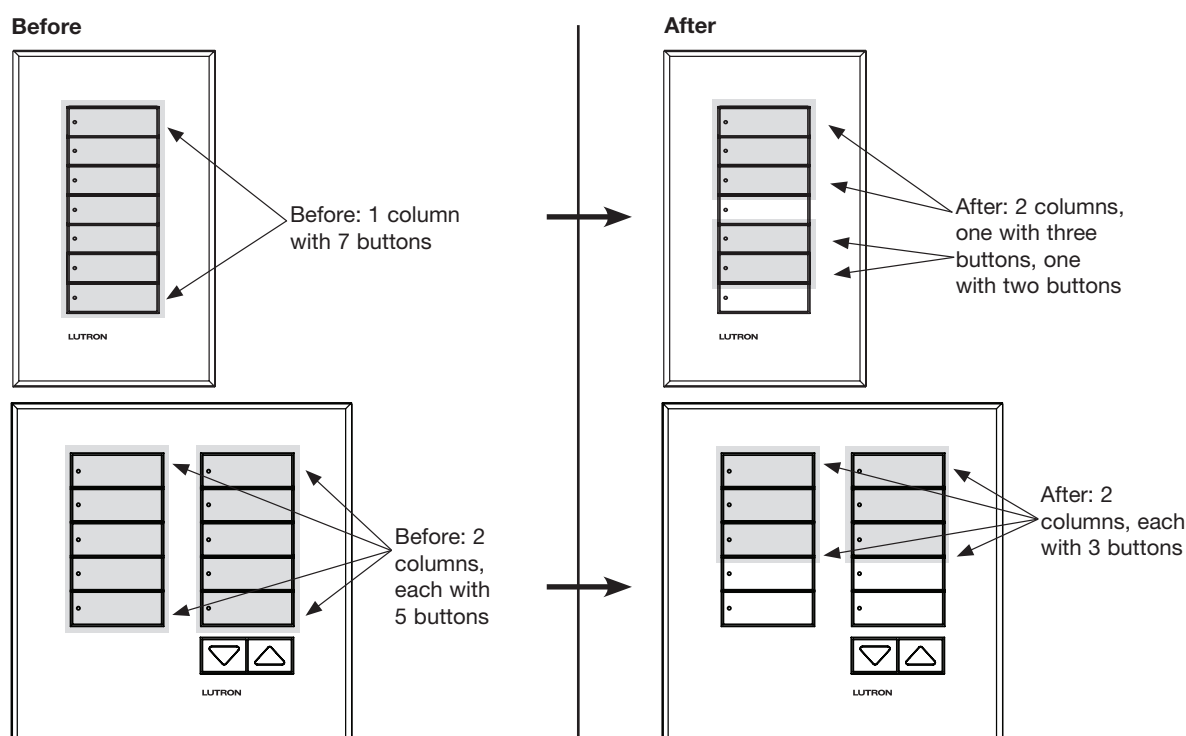 Before
After
Before: 1 column
with 7 buttons
After: 2 columns,
one with three
buttons, one
with two buttons
LUTRON
LUTRON
Before: 2
columns,
each with
5 buttons
After: 2
columns, each
with 3 buttons
LUTRON
LUTRON